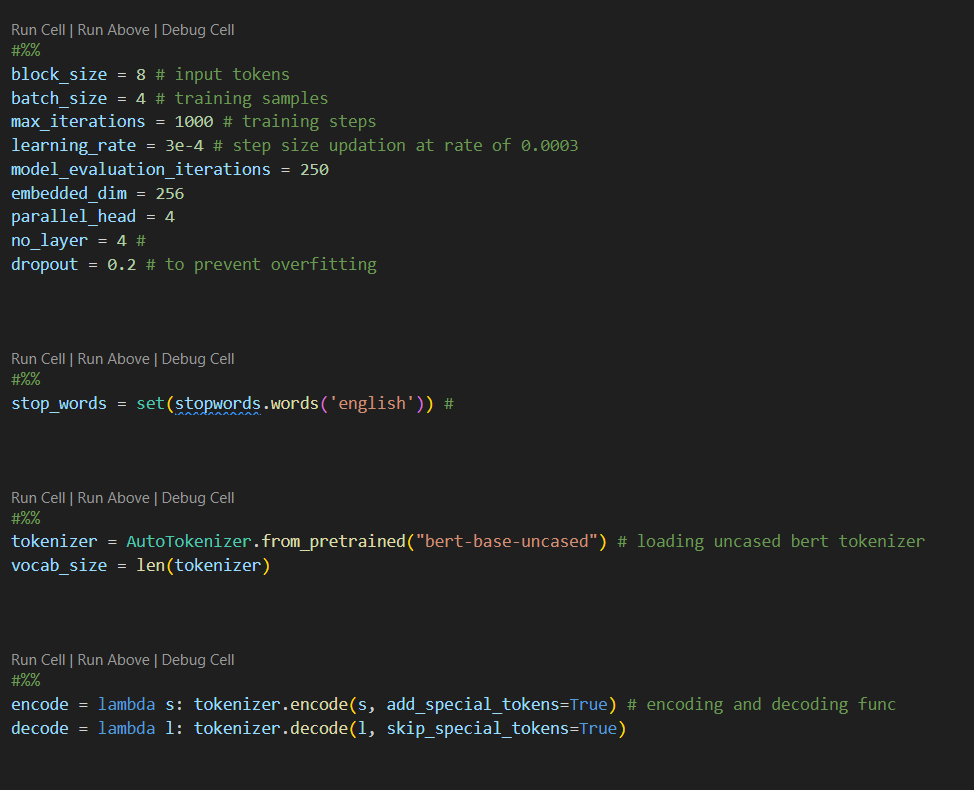 Run Cell | Run Above | Debug Cell
#%%
block_size = 8 # input tokens
batch_size = 4 # training samples
max_iterations = 1000 # training steps
learning_rate = 3e-4 # step size updation at rate of 0.0003
model_evaluation_iterations = 250
embedded_dim = 256
parallel_head = 4
no_layer = 4 #
dropout = 0.2 # to prevent overfitting
Run Cell | Run Above | Debug Cell
#%%
stop_words = set(stopwords.words('english')) #
Run Cell | Run Above | Debug Cell
#%%
tokenizer = AutoTokenizer.from_pretrained("bert-base-uncased") # loading uncased bert tokenizer
vocab_size = len(tokenizer)
Run Cell | Run Above | Debug Cell
#%%
encode = lambda s: tokenizer.encode(s, add_special_tokens=True) # encoding and decoding func
decode = lambda l: tokenizer.decode(l, skip_special_tokens=True)